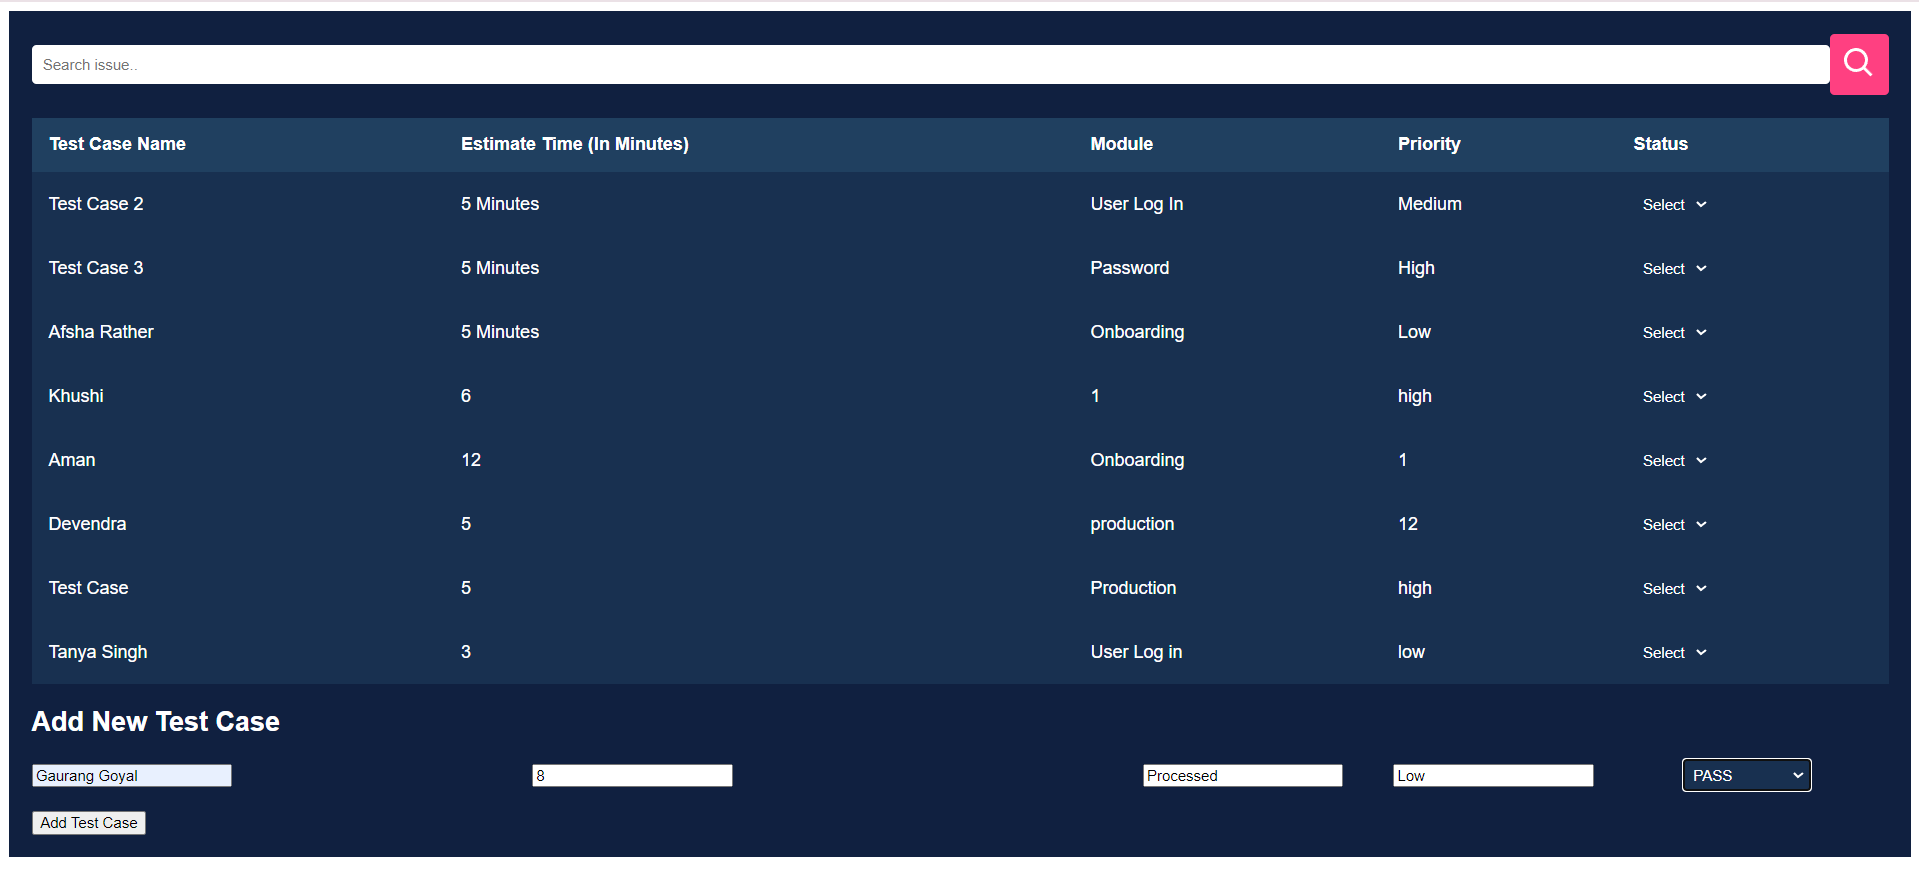 Search issue..
Test Case Name Estimate Time (In Minutes) Module Priority Status
Test Case 2 5 Minutes User Log In Medium Select
Test Case 3 5 Minutes Password High Select
Afsha Rather 5 Minutes Onboarding Low Select
Khushi 6 1 high Select
Aman 12 Onboarding 1 Select
Devendra 5 production 12 Select
Test Case 5 Production high Select
Tanya Singh 3 User Log in low Select
Add New Test Case
Gaurang Goyal 8 Processed Low PASS
Add Test Case